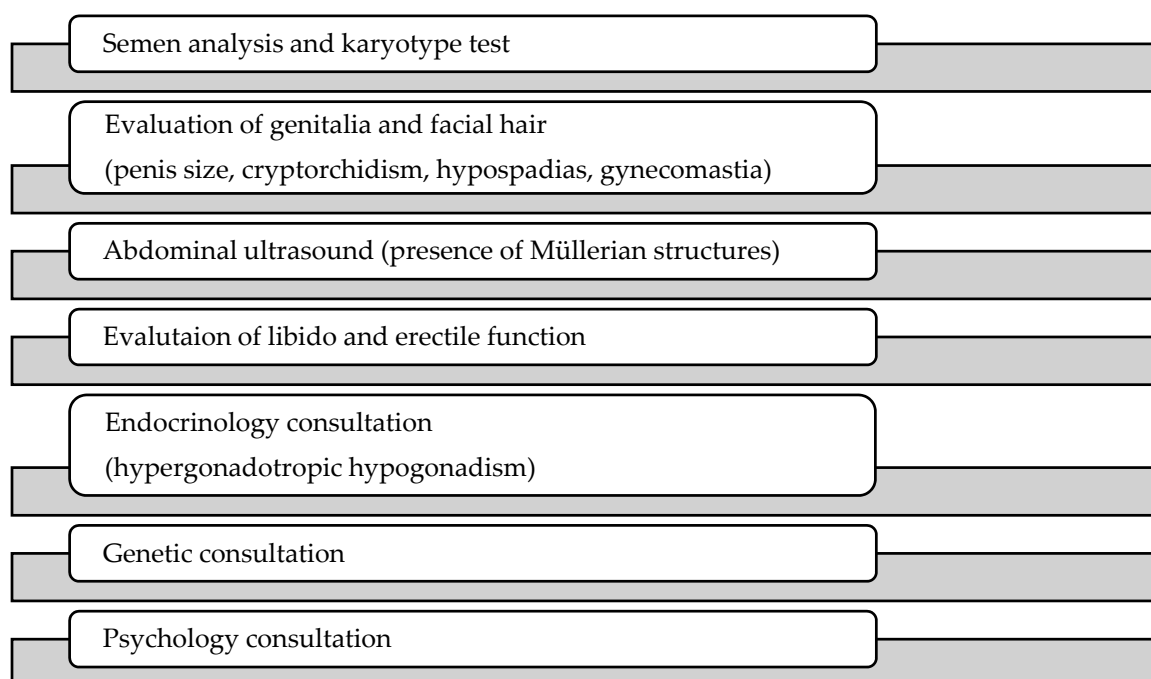 Semen analysis and karyotype test
Evaluation of genitalia and facial hair
(penis size, cryptorchidism, hypospadias, gynecomastia)
Abdominal ultrasound (presence of Müllerian structures)
Evalutaion of libido and erectile function
Endocrinology consultation
(hypergonadotropic hypogonadism)
Genetic consultation
Psychology consultation